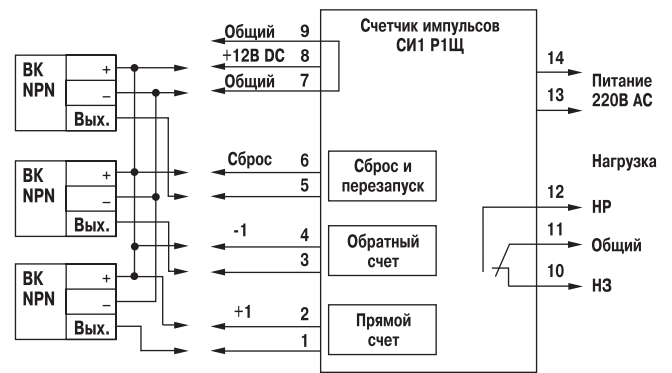 Общий 9
+12В DC 8
Общий 7
Счетчик импульсов
СИ1 Р1Щ
14
13
Питание
220В АС
ВК
NPN
+
–
Вых.
Сброс 6
5
Сброс и
перезапуск
Нагрузка
12
НР
11
Общий
10
НЗ
ВК
NPN
+
–
Вых.
-1 4
3
Обратный
счет
ВК
NPN
+
–
Вых.
+1 2
1
Прямой
счет